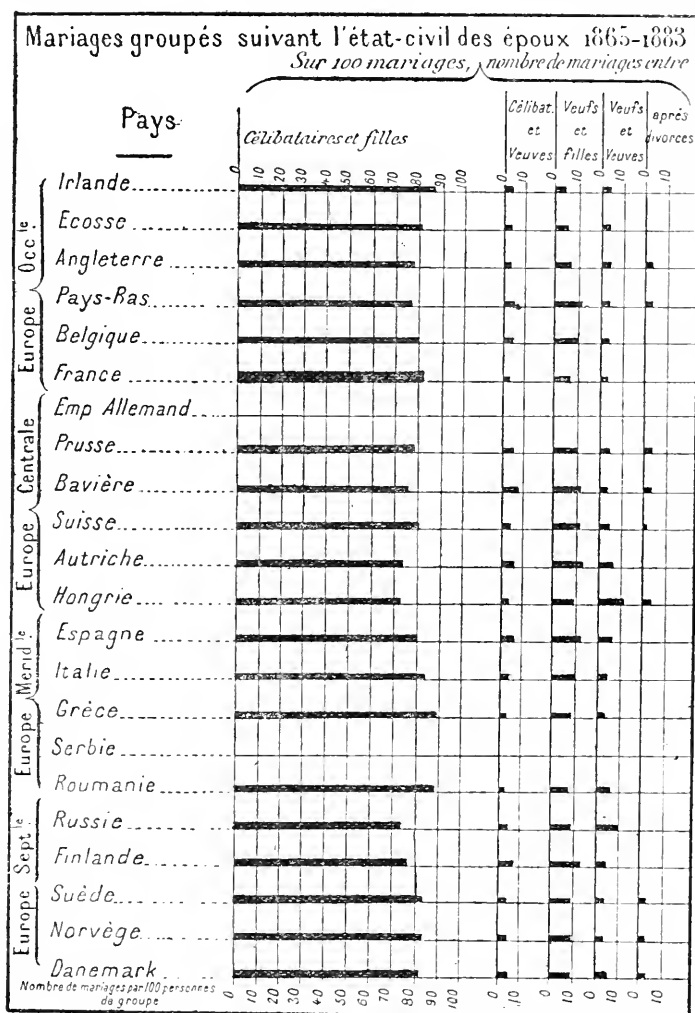 Mariages groupés suivant l'état-civil des époux 1865-1883
Sur 100 mariages, nombre de mariages entre
Pays
Célibataires et filles
Célibat. et Veuves
Veufs et filles
Veufs et Veuves
après divorces
0 10 20 30 40 50 60 70 80 90 100 0 10 0 10 0 10 0 10
Europe Occle.
Irlande
Ecosse
Angleterre
Pays-Ras
Belgique
France
Europe Centrale
Emp Allemand
Prusse
Bavière
Suisse
Autriche
Hongrie
Europe Merid le.
Espagne
Italie
Grèce
Serbie
Roumanie
Europe Sept le.
Russie
Finlande
Suède
Norvège
Danemark
Nombre de mariages par 100 personnes
de groupe
0 10 20 30 40 50 60 70 80 90 100 0 10 0 10 0 10 0 10